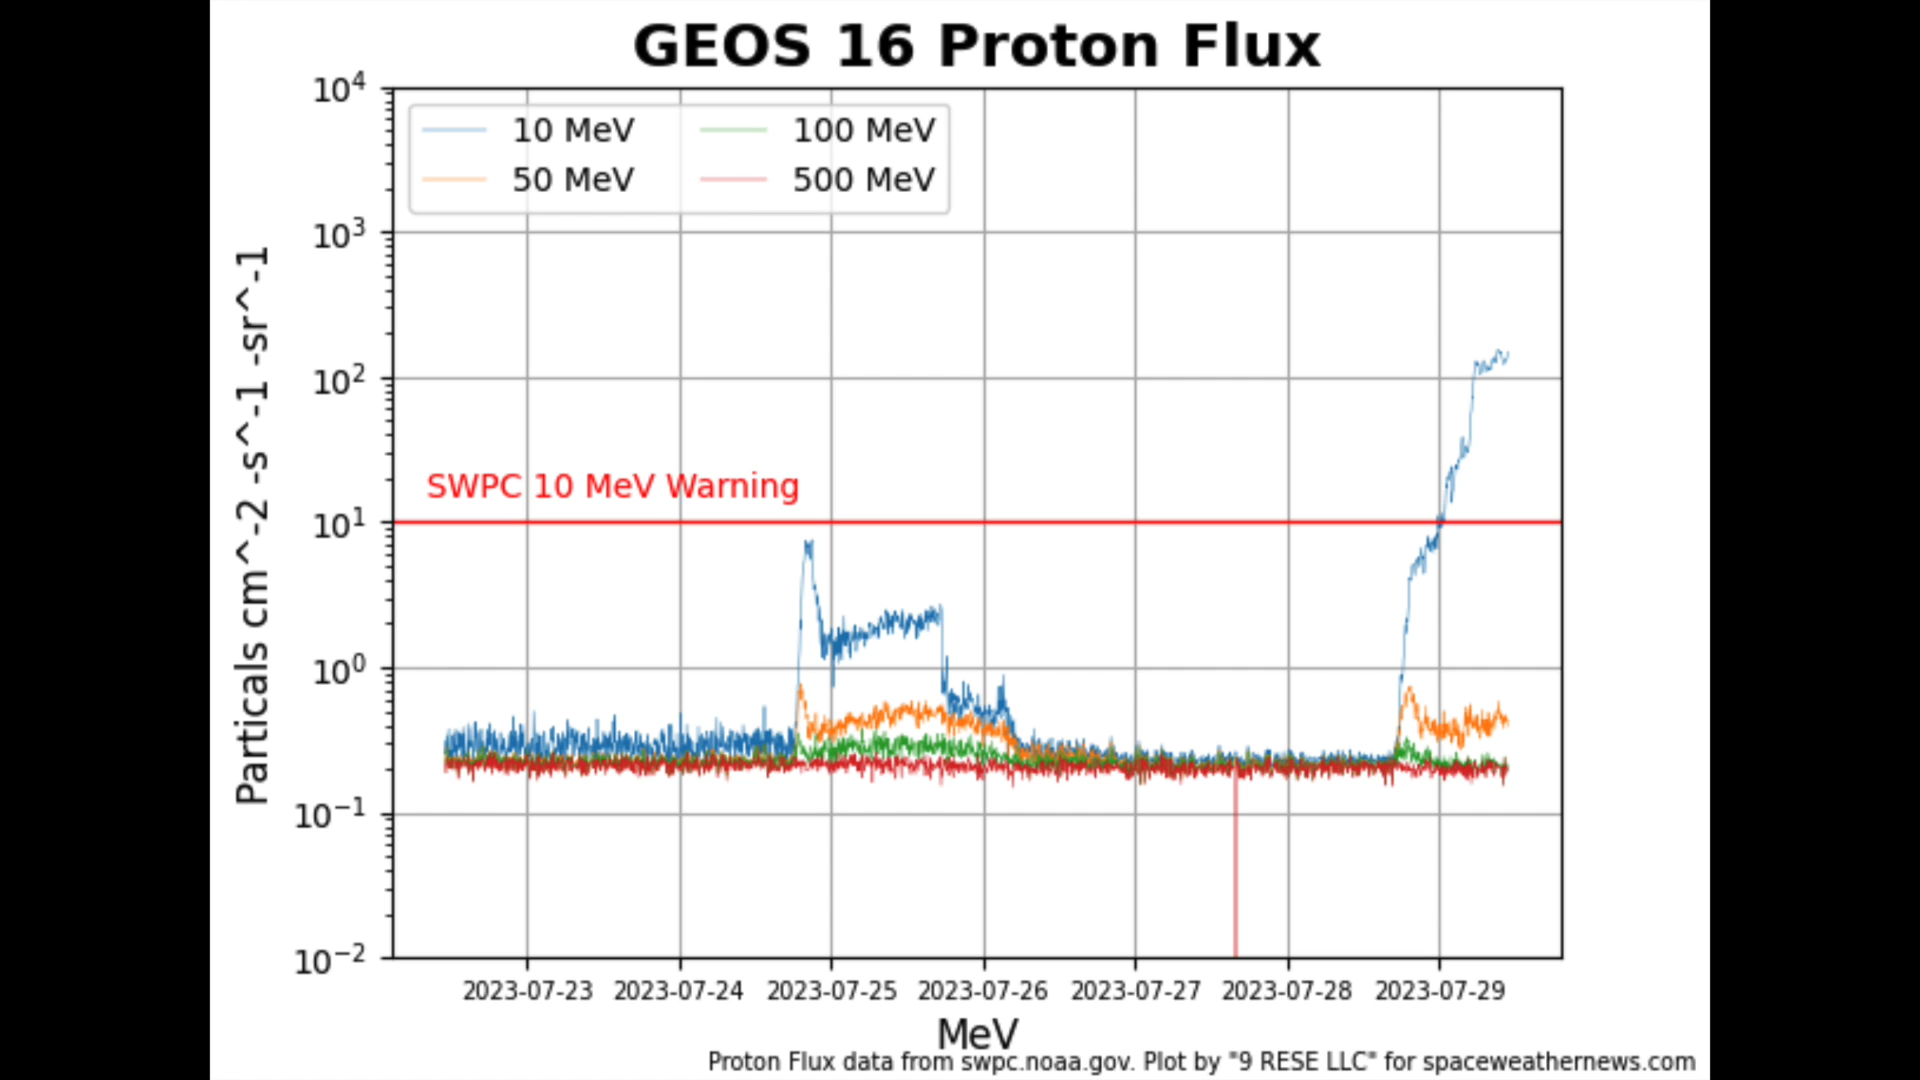 GEOS 16 Proton Flux
10⁴
10 MeV
100 MeV
50 MeV
500 MeV
10³
10²
SWPC 10 MeV Warning
10¹
10⁰
10⁻¹
10⁻²
Particals cm^-2 -s^-1 -sr^-1
2023-07-23 2023-07-24 2023-07-25 2023-07-26 2023-07-27 2023-07-28 2023-07-29
MeV
Proton Flux data from swpc.noaa.gov. Plot by "9 RESE LLC" for spaceweathernews.com